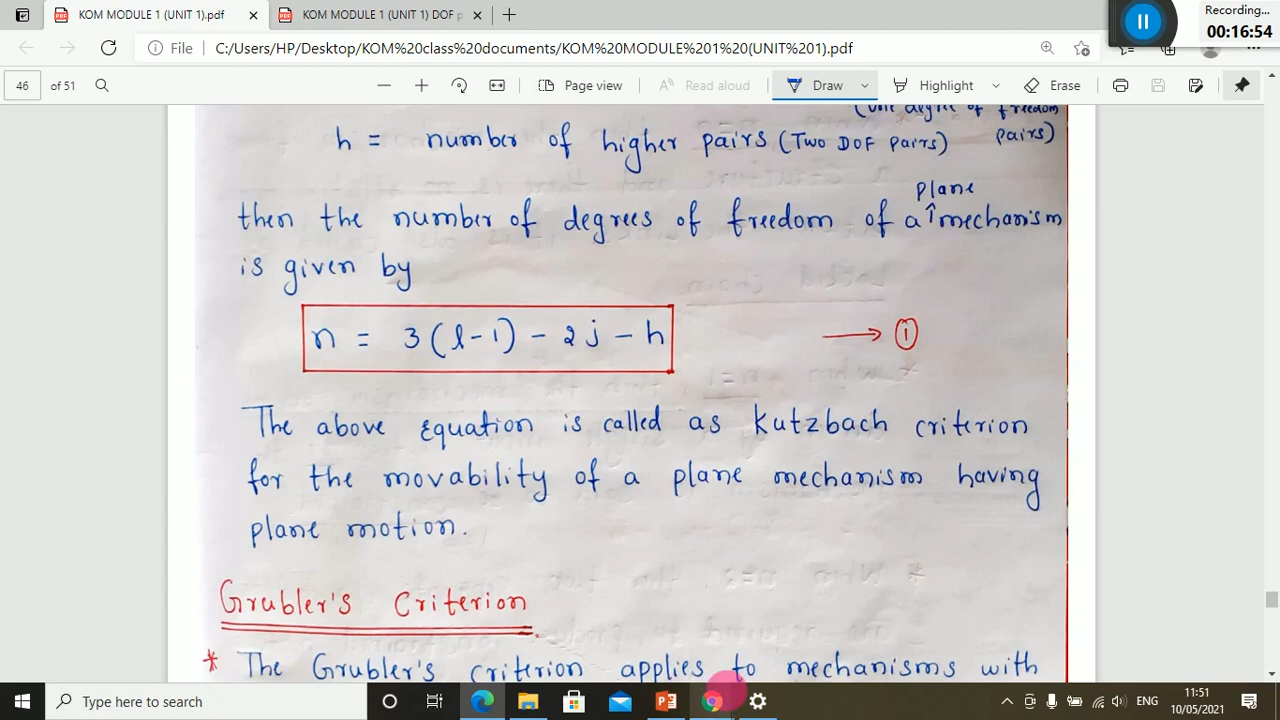 KOM MODULE 1 (UNIT 1).pdf
KOM MODULE 1 (UNIT 1) DOF
Recording...
00:16:54
File
C:/Users/HP/Desktop/KOM%20class%20documents/KOM%20MODULE%201%20(UNIT%201).pdf
46 of 51
Page view
Read aloud
Draw
Highlight
Erase
degree of freedom
pairs)
h = number of higher pairs (Two DOF pairs)
plane
then the number of degrees of freedom of a mechanism
is given by
n = 3(l-1) - 2j - h
1
The above Equation is called as Kutzbach criterion
for the movability of a plane mechanism having
plane motion.
Grubler's Criterion
* The Grubler's criterion applies to mechanisms with
Type here to search
ENG
11:51
10/05/2021